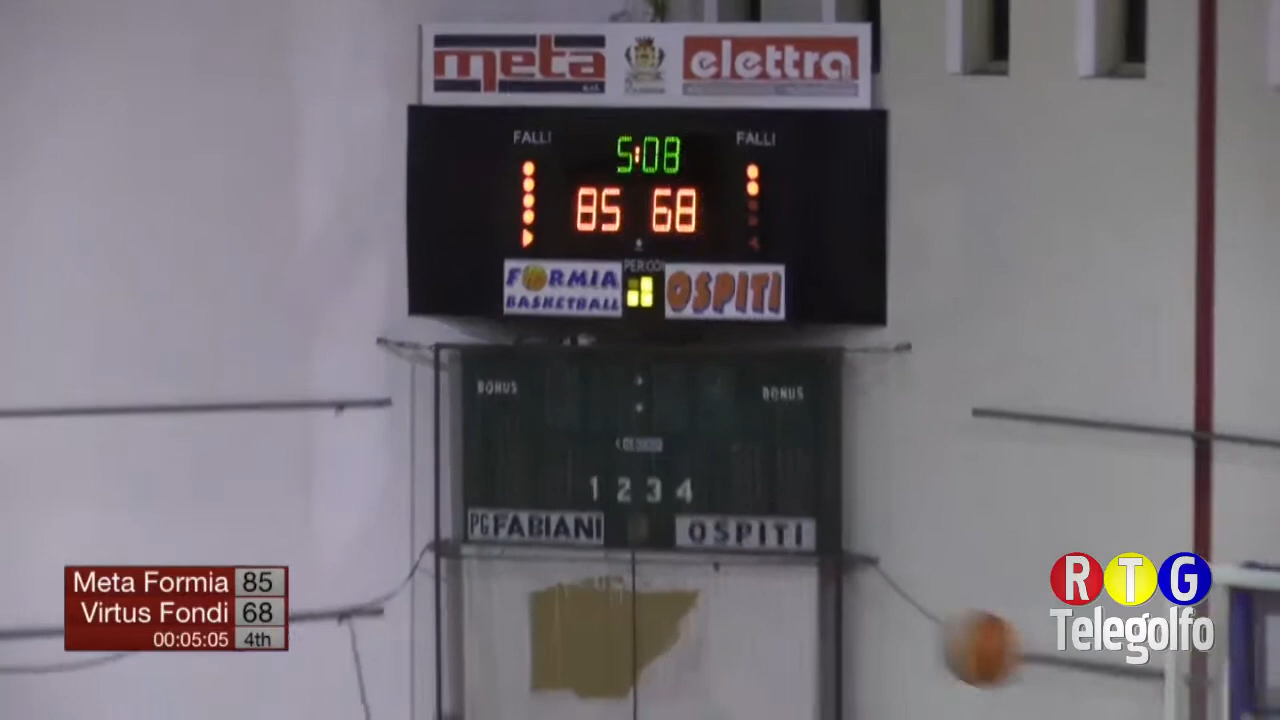 meta
elettra
FALLI
FALLI
5:08
85 68
PERIODI
FORMIA
BASKETBALL
OSPITI
BONUS
BONUS
1 2 3 4
PG FABIANI
OSPITI
Meta Formia 85
Virtus Fondi 68
00:05:05 4th
RTG
Telegolfo